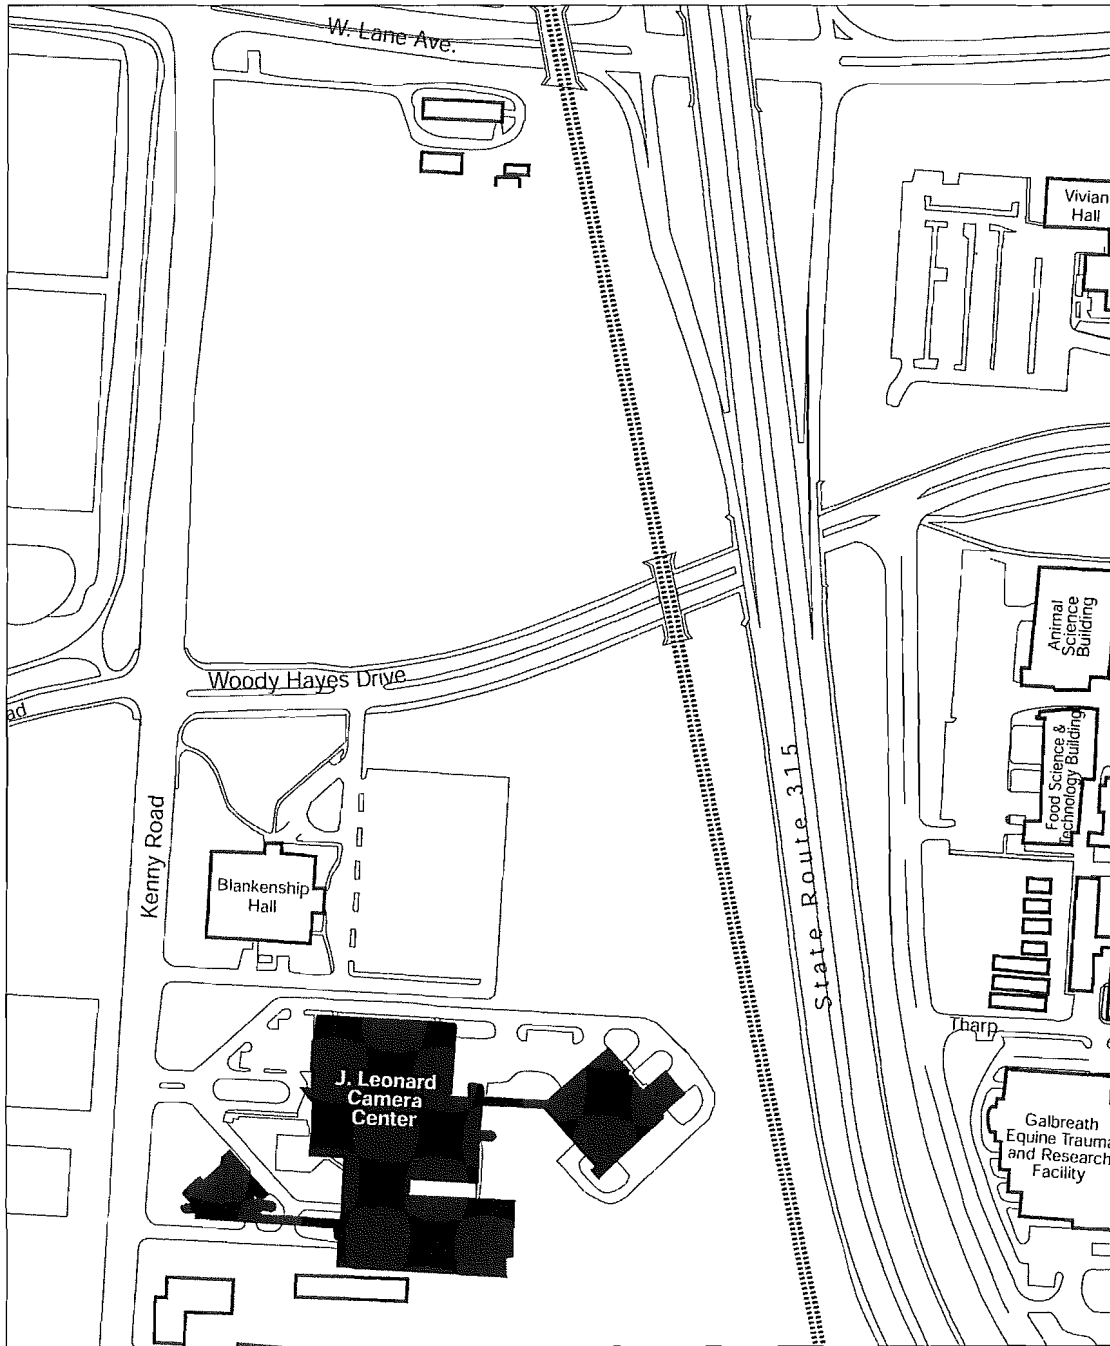 W. Lane Ave.
Vivian
Hall
Animal
Science
Building
Woody Hayes Drive
ad
Food Science &
Technology Building
State Route 315
Kenny Road
Blankenship
Hall
Tharp
J. Leonard
Camera
Center
Galbreath
Equine Trauma
and Research
Facility